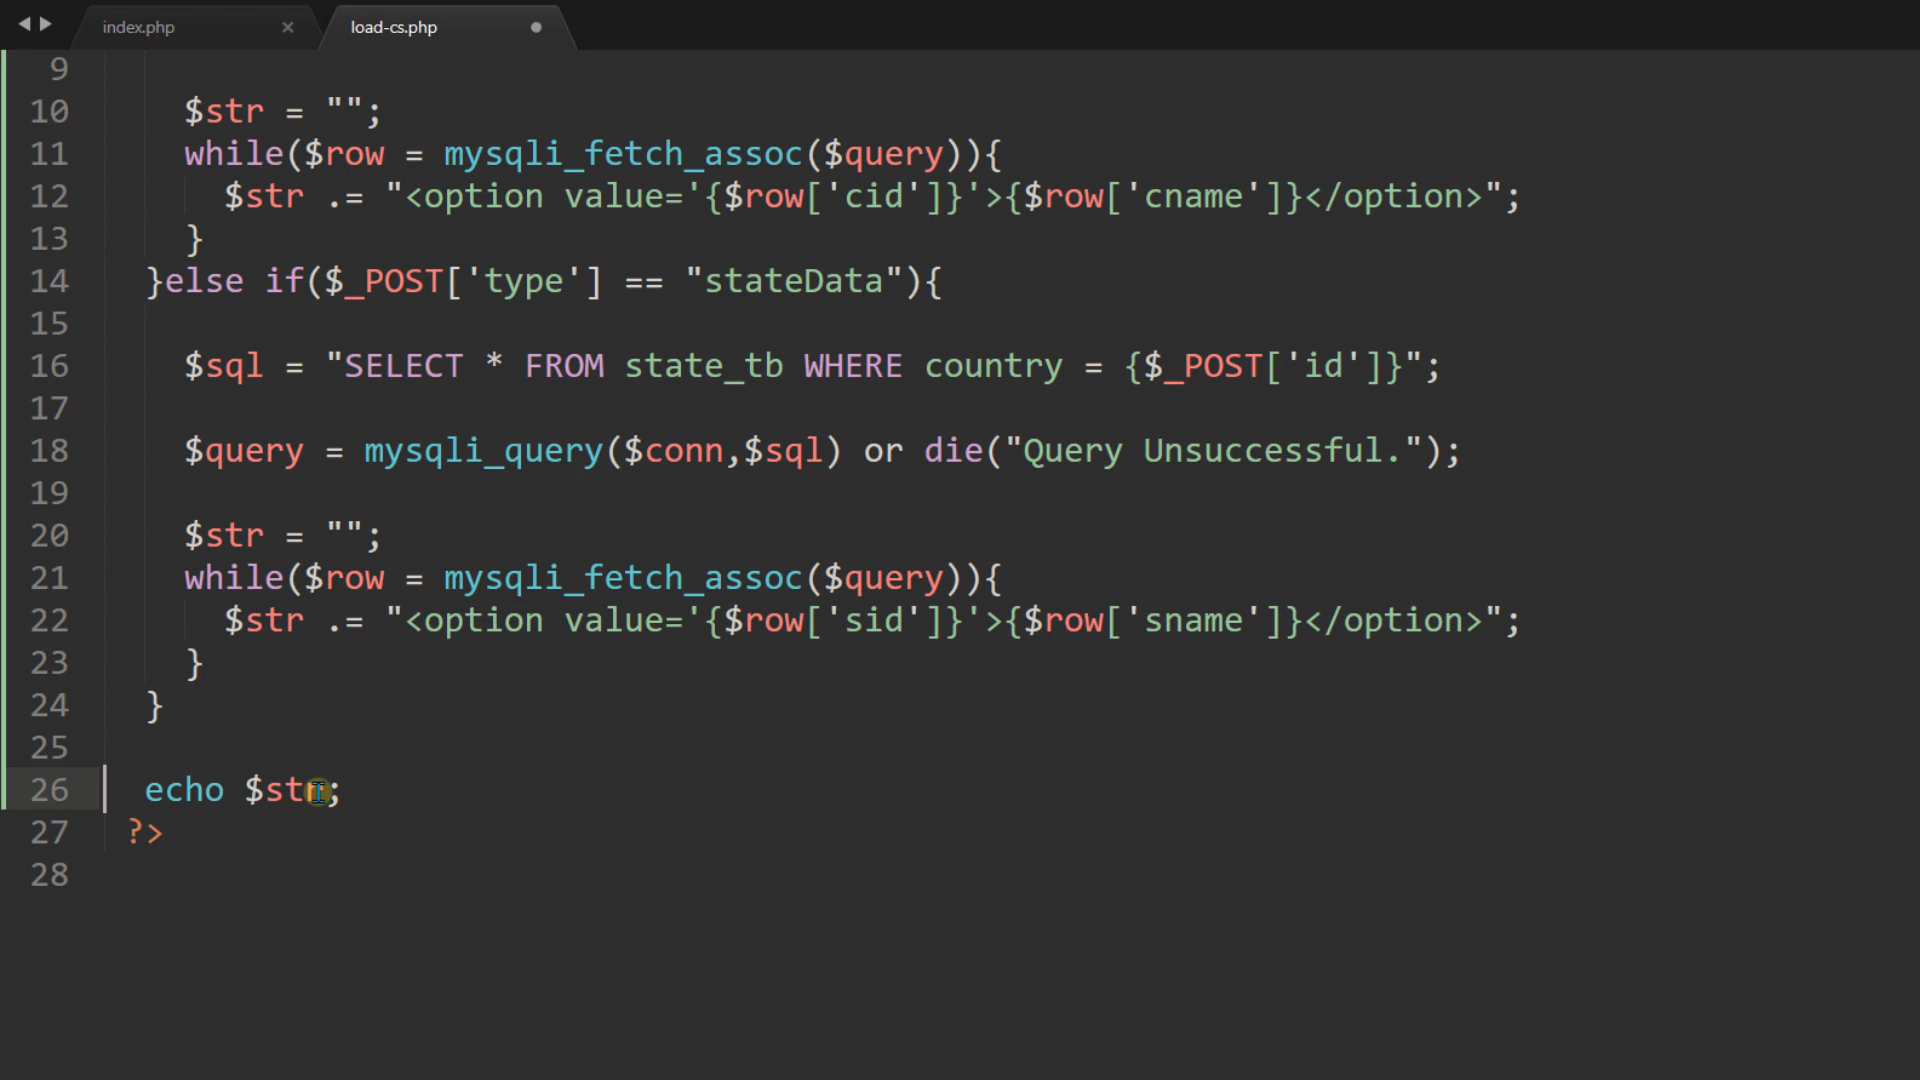 index.php × load-cs.php
9
10 $str = "";
11 while($row = mysqli_fetch_assoc($query)){
12 $str .= "<option value='{$row['cid']}'>{$row['cname']}</option>";
13 }
14 }else if($_POST['type'] == "stateData"){
15
16 $sql = "SELECT * FROM state_tb WHERE country = {$_POST['id']}";
17
18 $query = mysqli_query($conn,$sql) or die("Query Unsuccessful.");
19
20 $str = "";
21 while($row = mysqli_fetch_assoc($query)){
22 $str .= "<option value='{$row['sid']}'>{$row['sname']}</option>";
23 }
24 }
25
26 echo $str;
27 ?>
28